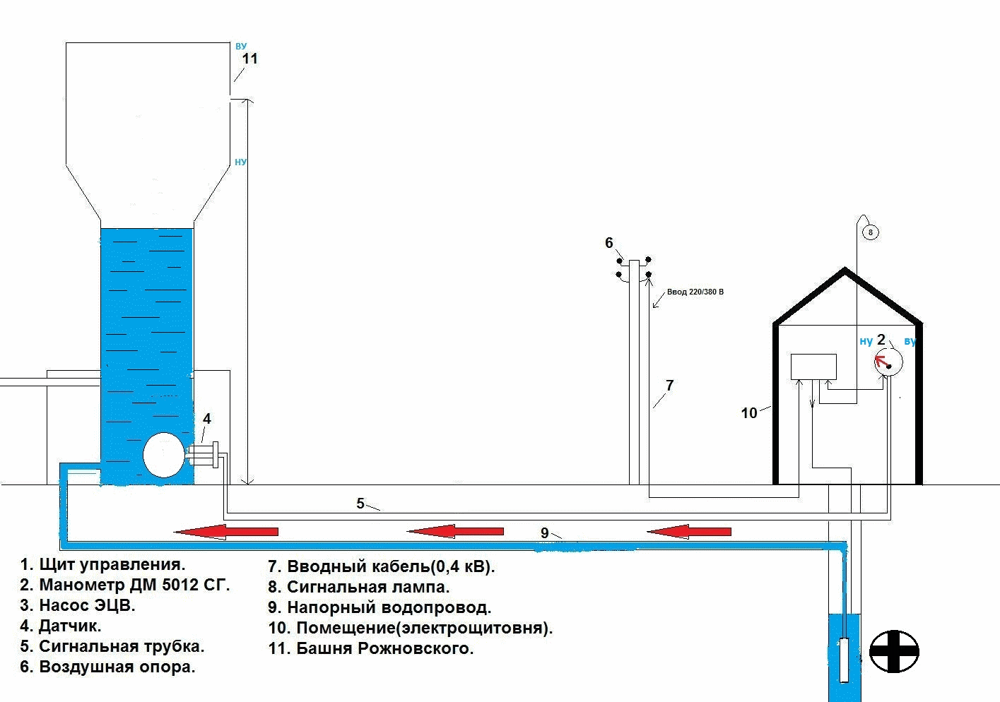 ВУ
11
НУ
6
8
Ввод 220/380 В
ну 2 ву
7
10
4
5
9
1. Щит управления.
2. Манометр ДМ 5012 СГ.
3. Насос ЭЦВ.
4. Датчик.
5. Сигнальная трубка.
6. Воздушная опора.
7. Вводный кабель(0,4 кВ).
8. Сигнальная лампа.
9. Напорный водопровод.
10. Помещение(электрощитовня).
11. Башня Рожновского.